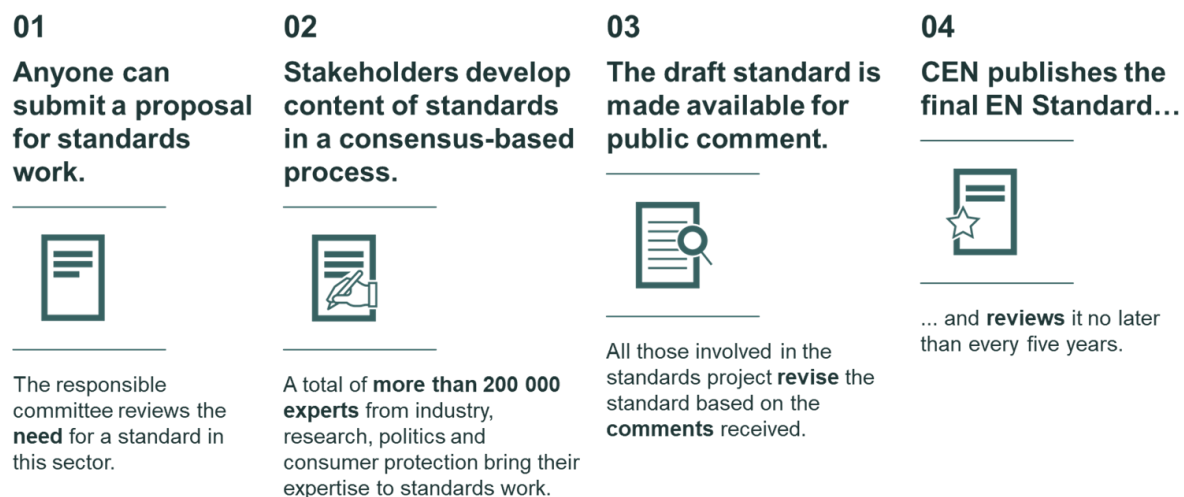 01
Anyone can
submit a proposal
for standards
work.
The responsible
committee reviews the
need for a standard in
this sector.
02
Stakeholders develop
content of standards
in a consensus-based
process.
A total of more than 200 000
experts from industry,
research, politics and
consumer protection bring their
expertise to standards work.
03
The draft standard is
made available for
public comment.
All those involved in the
standards project revise the
standard based on the
comments received.
04
CEN publishes the
final EN Standard…
... and reviews it no later
than every five years.